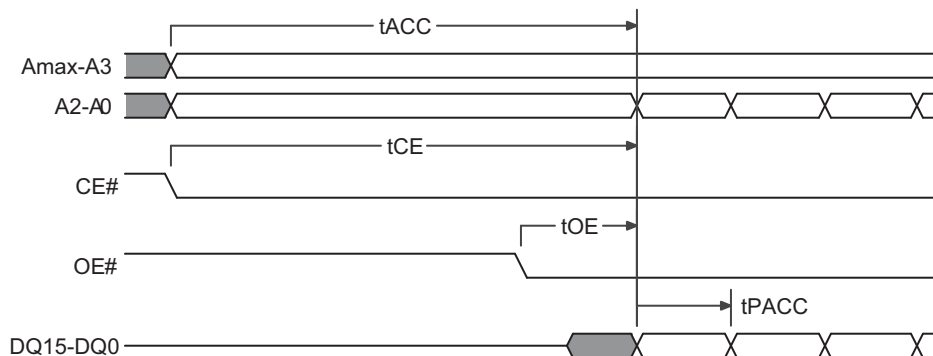 tACC
Amax-A3
A2-A0
tCE
CE#
tOE
OE#
tPACC
DQ15-DQ0